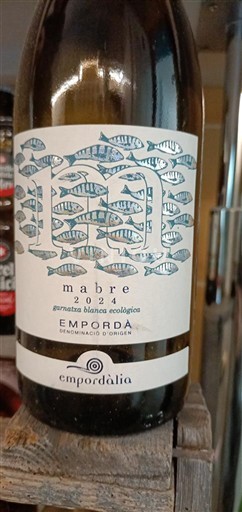 m
mabre
2024
garnatxa blanca ecològica
EMPORDÀ
DENOMINACIÓ D'ORIGEN
empordàlia